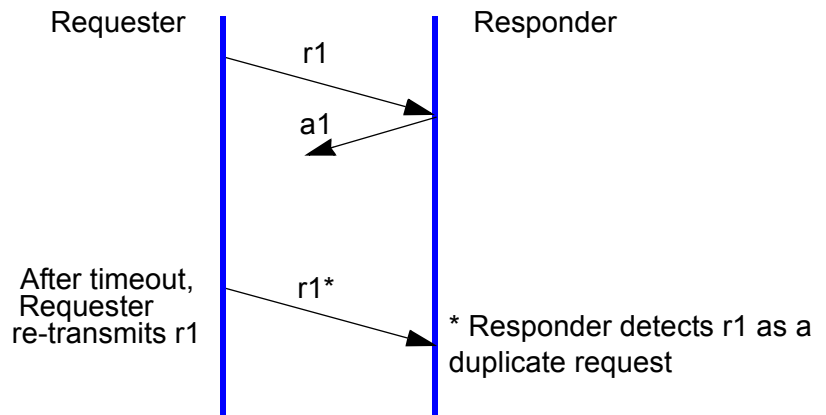 Requester
Responder
r1
a1
After timeout,
Requester
re-transmits r1
r1*
* Responder detects r1 as a
duplicate request